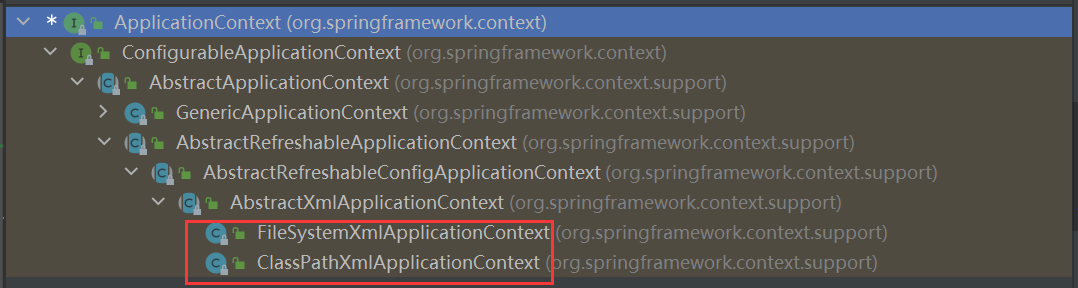 * ApplicationContext (org.springframework.context)
ConfigurableApplicationContext (org.springframework.context)
AbstractApplicationContext (org.springframework.context.support)
GenericApplicationContext (org.springframework.context.support)
AbstractRefreshableApplicationContext (org.springframework.context.support)
AbstractRefreshableConfigApplicationContext (org.springframework.context.support)
AbstractXmlApplicationContext (org.springframework.context.support)
FileSystemXmlApplicationContext (org.springframework.context.support)
ClassPathXmlApplicationContext (org.springframework.context.support)